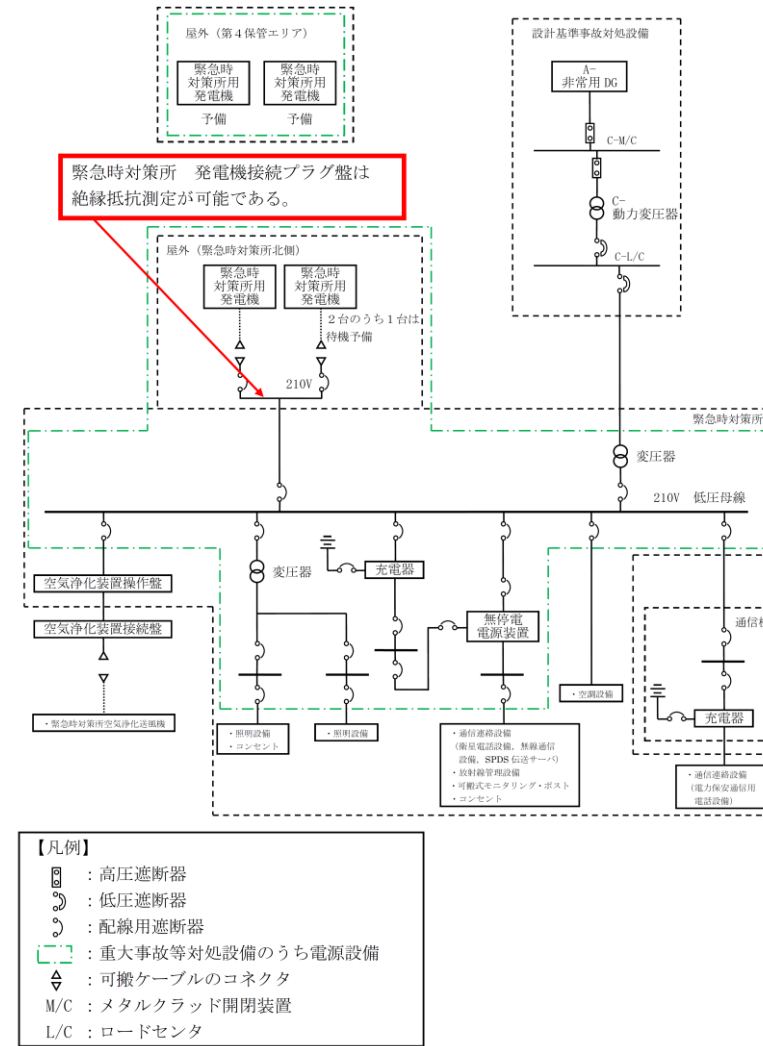 屋外（第４保管エリア）
緊急時
対策所用
発電機
緊急時
対策所用
発電機
予備
予備
設計基準事故対処設備
A-
非常用 DG
C-M/C
C-
動力変圧器
C-L/C
緊急時対策所　発電機接続プラグ盤は
絶縁抵抗測定が可能である。
屋外（緊急時対策所北側）
緊急時
対策所用
発電機
緊急時
対策所用
発電機
２台のうち１台は
待機予備
210V
緊急時対策所
変圧器
210V 低圧母線
空気浄化装置操作盤
空気浄化装置接続盤
・緊急時対策所空気浄化送風機
変圧器
充電器
無停電
電源装置
・照明設備
・コンセント
・照明設備
・通信連絡設備
（衛星電話設備，無線通信
設備，SPDS 伝送サーバ）
・放射線管理設備
・可搬式モニタリング・ポスト
・コンセント
・空調設備
通信機
充電器
・通信連絡設備
（電力保安通信用
電話設備）
【凡例】
：高圧遮断器
：低圧遮断器
：配線用遮断器
：重大事故等対処設備のうち電源設備
：可搬ケーブルのコネクタ
M/C ：メタルクラッド開閉装置
L/C ：ロードセンタ